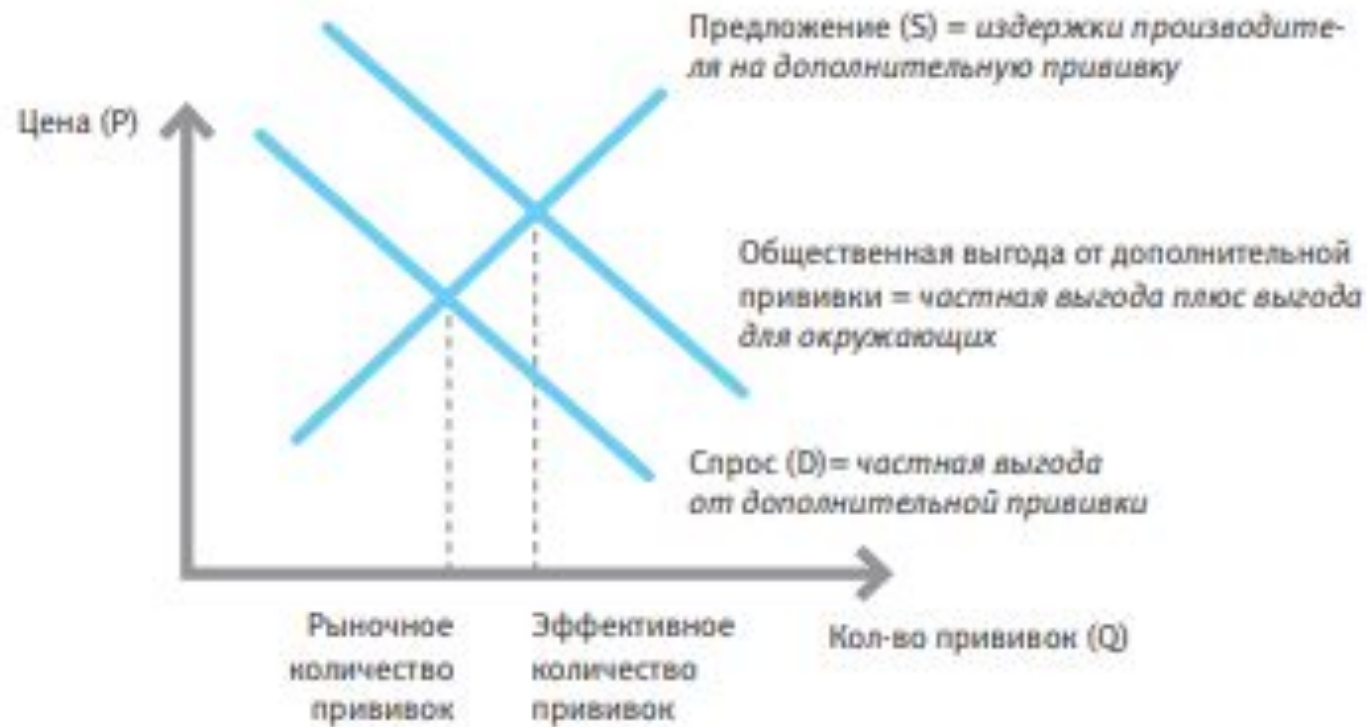 Предложение (S) = издержки производите-
ля на дополнительную прививку
Цена (P)
Общественная выгода от дополнительной
прививки = частная выгода плюс выгода
для окружающих
Спрос (D)= частная выгода
от дополнительной прививки
Рыночное
количество
прививок
Эффективное
количество
прививок
Кол-во прививок (Q)